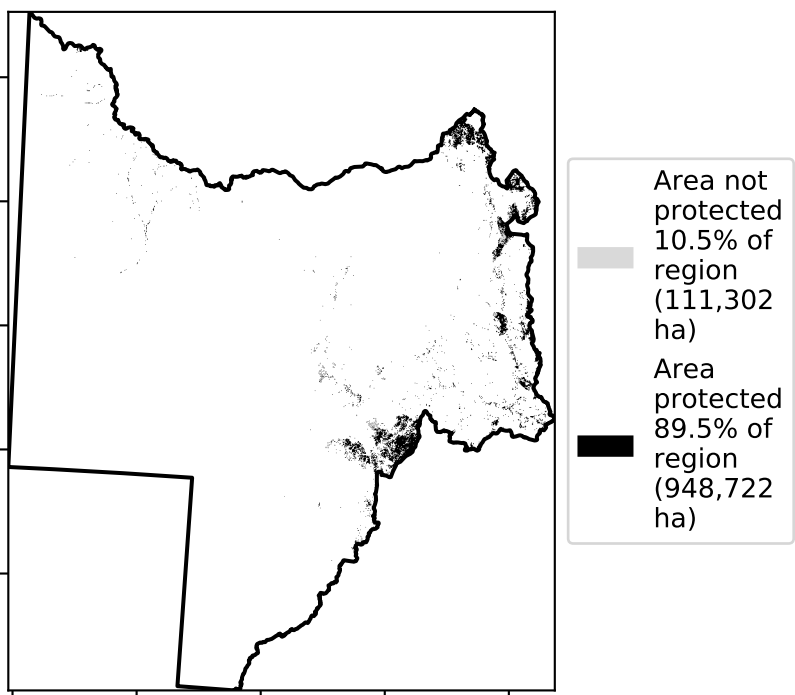 Area not
protected
10.5% of
region
(111,302
ha)
Area
protected
89.5% of
region
(948,722
ha)